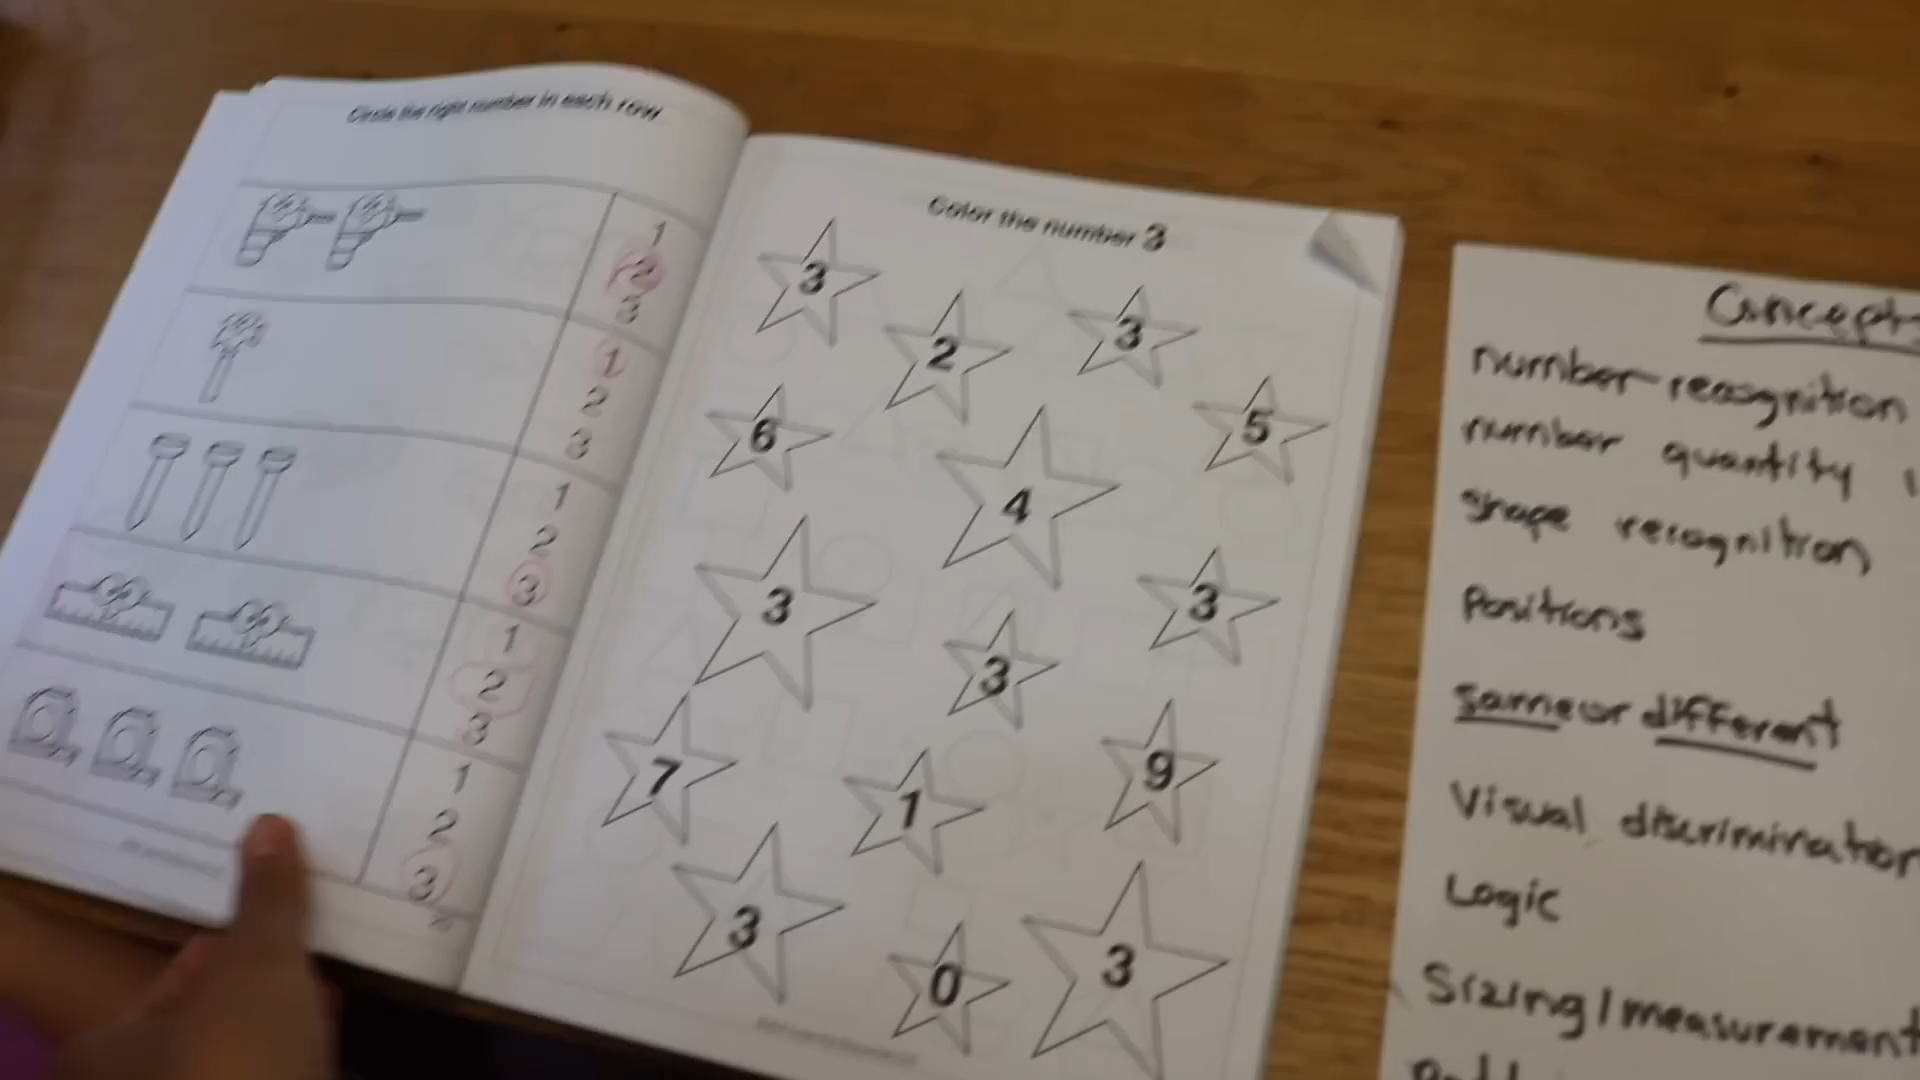 Circle the right number in each row
1
2
3
1
2
3
1
2
3
1
2
3
1
2
3
Color the number 3
3
2
3
6
5
4
3
3
3
7
1
9
3
0
3
Concept
number recognition
number quantity
shape recognition
Positions
same or different
Visual discrimination
Logic
Sizing/measurement